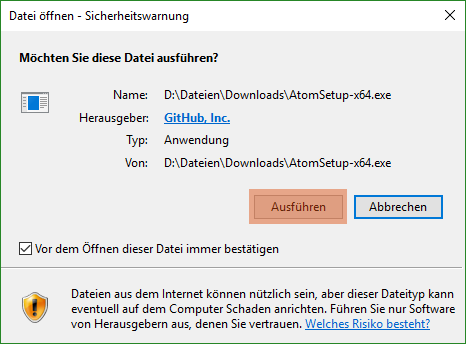 Datei öffnen - Sicherheitswarnung
Möchten Sie diese Datei ausführen?
Name: D:\Dateien\Downloads\AtomSetup-x64.exe
Herausgeber: GitHub, Inc.
Typ: Anwendung
Von: D:\Dateien\Downloads\AtomSetup-x64.exe
Ausführen Abbrechen
Vor dem Öffnen dieser Datei immer bestätigen
Dateien aus dem Internet können nützlich sein, aber dieser Dateityp kann
eventuell auf dem Computer Schaden anrichten. Führen Sie nur Software
von Herausgebern aus, denen Sie vertrauen. Welches Risiko besteht?